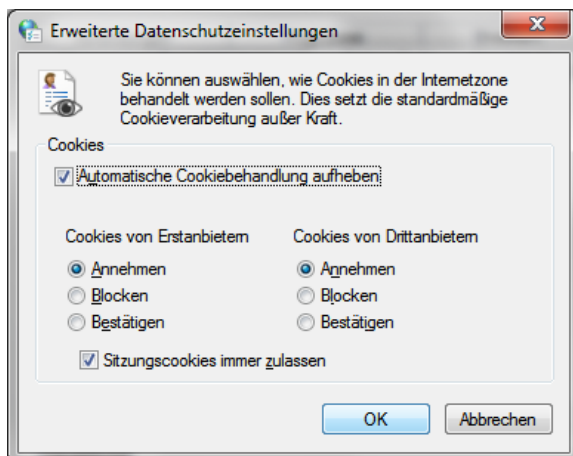 Erweiterte Datenschutzeinstellungen
Sie können auswählen, wie Cookies in der Internetzone
behandelt werden sollen. Dies setzt die standardmäßige
Cookieverarbeitung außer Kraft.
Cookies
Automatische Cookiebehandlung aufheben
Cookies von Erstanbietern Cookies von Drittanbietern
Annehmen Annehmen
Blocken Blocken
Bestätigen Bestätigen
Sitzungscookies immer zulassen
OK Abbrechen